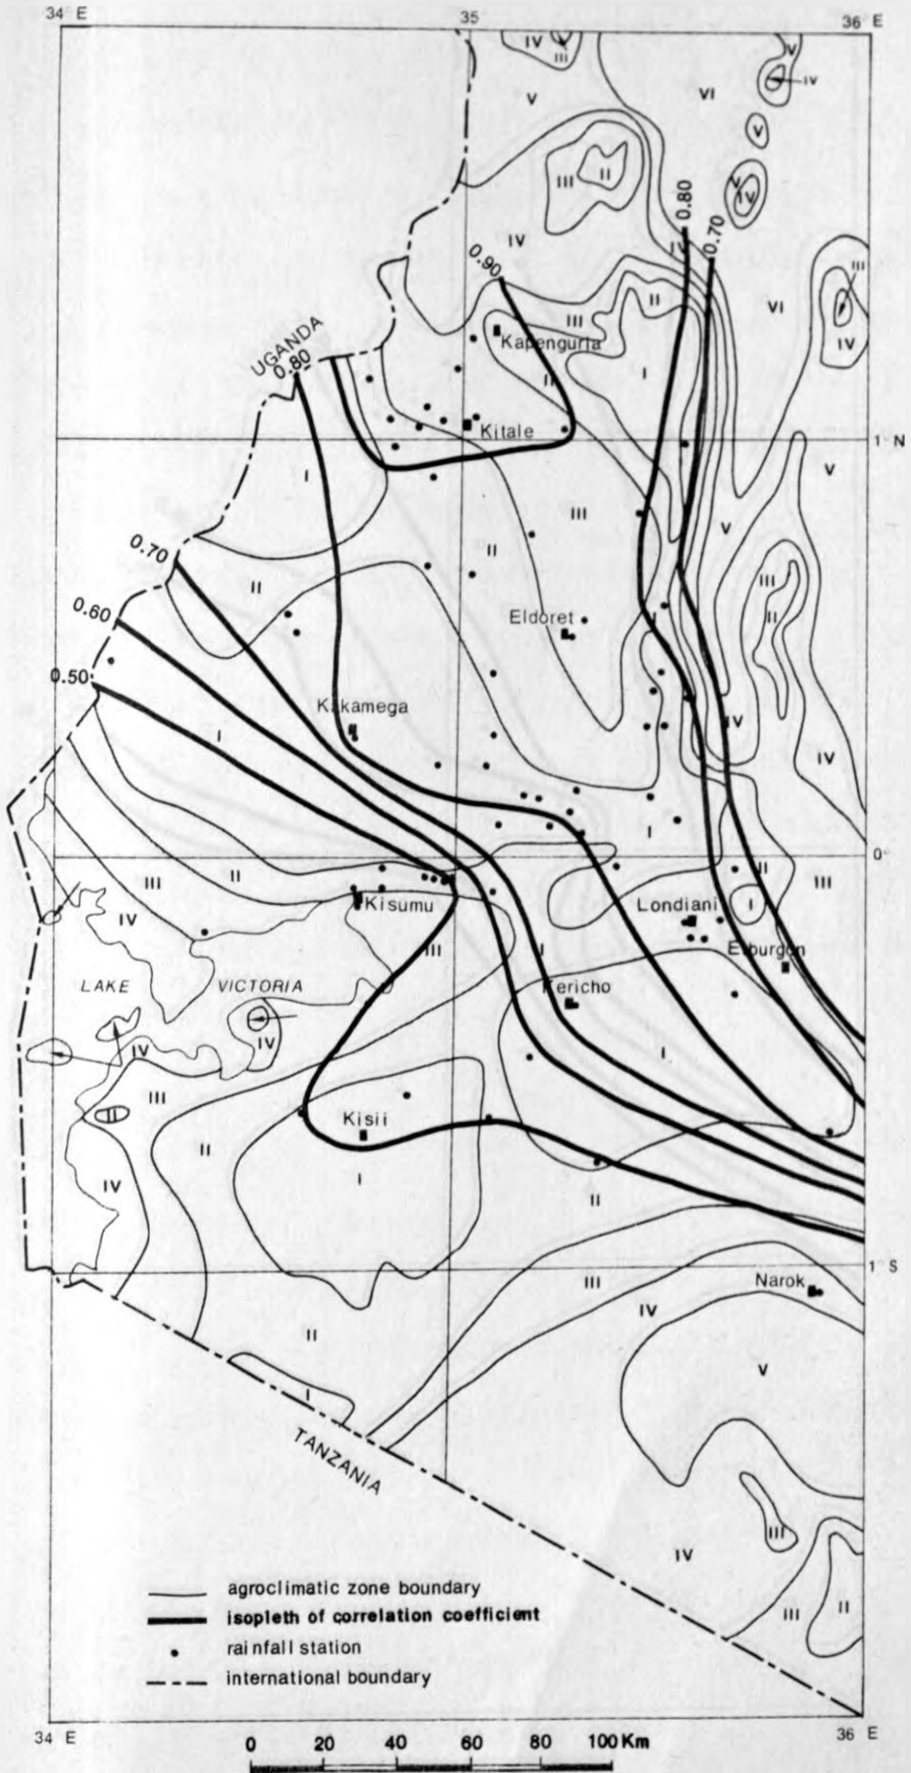 34° E 35 36° E
IV III V IV
V VI V
III II V IV
0.80
IV 0.70
IV
0.90 III
II VI
III IV
UGANDA Kapenguria
0.80 II I
Kitale 1° N
I V
III V
0.70 II
III
II
0.60 Eldoret I II
0.50
Kakamega
I IV
IV
I
0°
II II
III III
Kisumu Londiani I
IV III I Elburgon
LAKE VICTORIA Kericho
IV IV I
III
II Kisii
II
IV I II
1° S
III Narok
IV
II
V
I
TANZANIA
III
IV
III II
agroclimatic zone boundary
isopleth of correlation coefficient
rainfall station
international boundary
34 E 36 E
0 20 40 60 80 100 Km